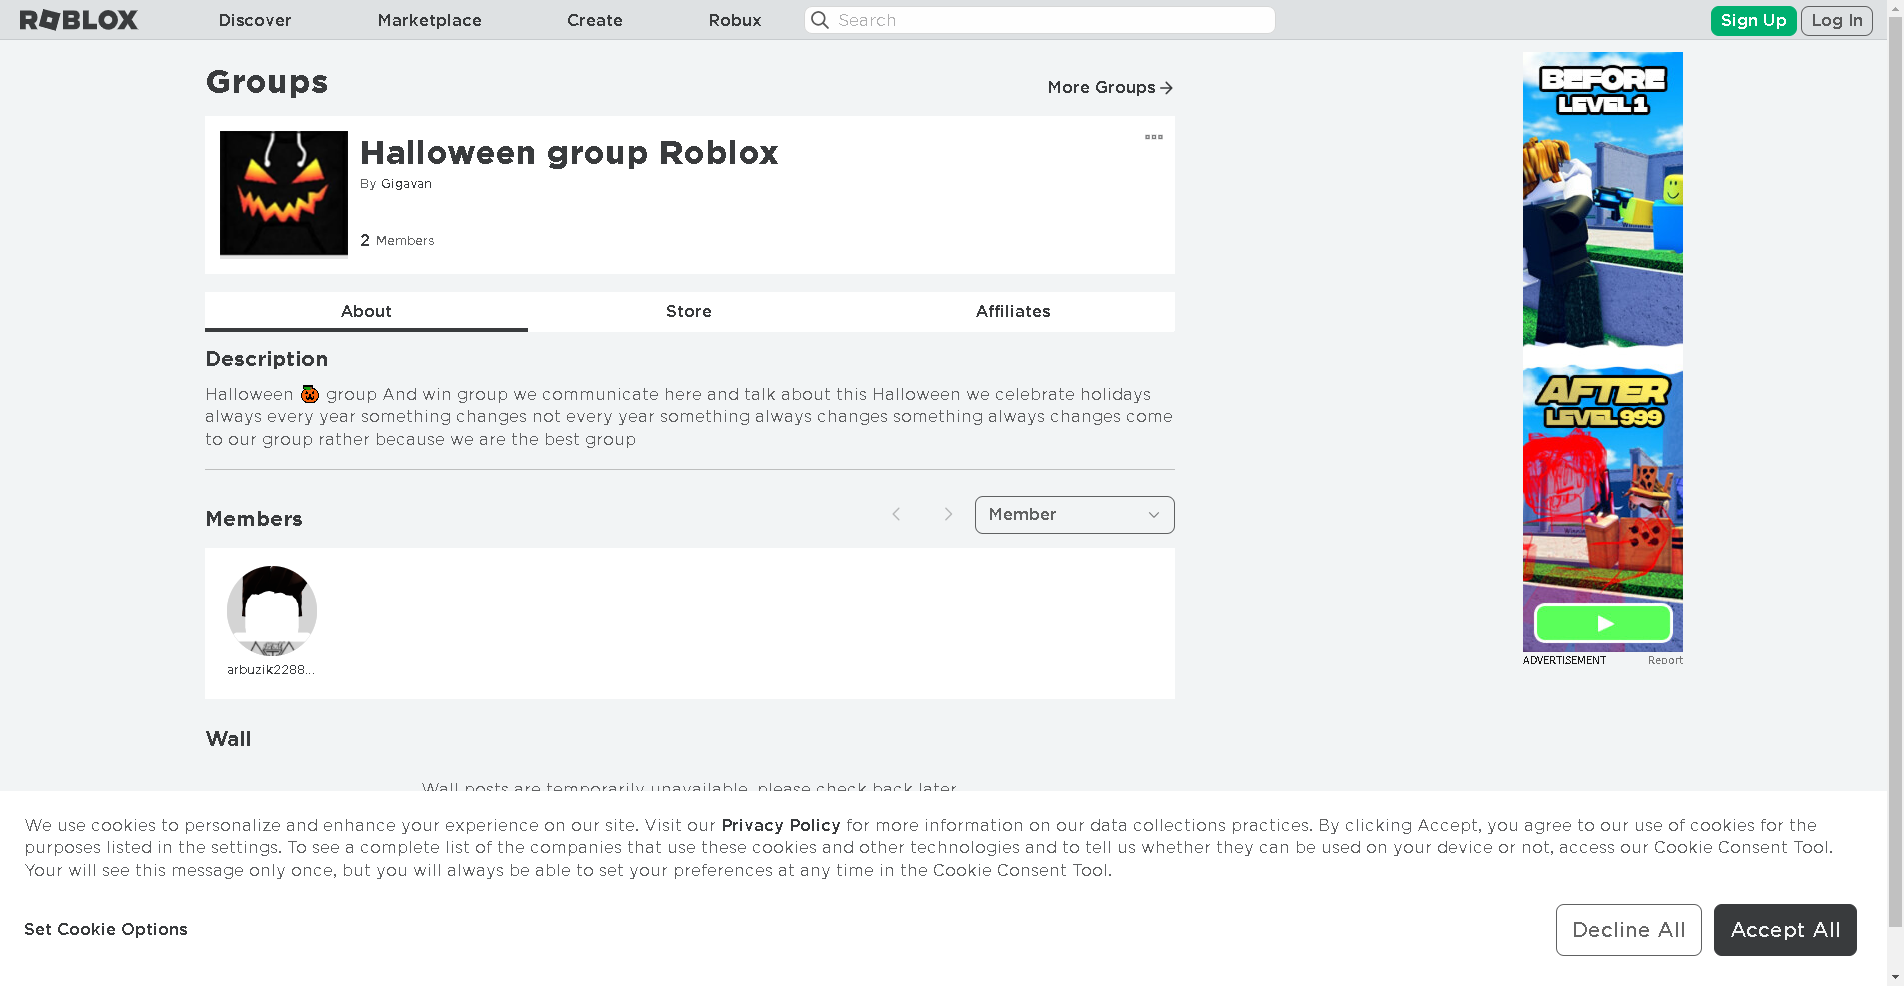 ROBLOX
Discover
Marketplace
Create
Robux
Search
Sign Up
Log In
Groups
More Groups
Halloween group Roblox
By Gigavan
2 Members
About
Store
Affiliates
Description
Halloween 🎃 group And win group we communicate here and talk about this Halloween we celebrate holidays
always every year something changes not every year something always changes something always changes come
to our group rather because we are the best group
Members
Member
arbuzik2288...
Wall
Wall posts are temporarily unavailable, please check back later.
BEFORE
LEVEL 1
AFTER
LEVEL 999
ADVERTISEMENT
Report
We use cookies to personalize and enhance your experience on our site. Visit our Privacy Policy for more information on our data collections practices. By clicking Accept, you agree to our use of cookies for the
purposes listed in the settings. To see a complete list of the companies that use these cookies and other technologies and to tell us whether they can be used on your device or not, access our Cookie Consent Tool.
Your will see this message only once, but you will always be able to set your preferences at any time in the Cookie Consent Tool.
Set Cookie Options
Decline All
Accept All